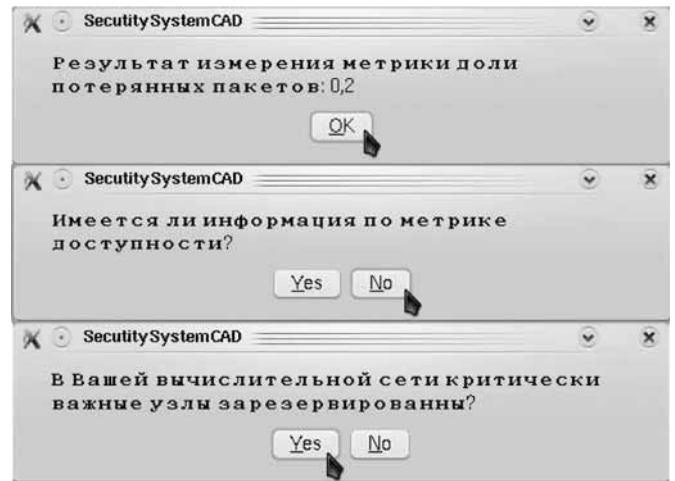 SecutitySystemCAD
Результат измерения метрики доли
потерянных пакетов: 0,2
OK
SecutitySystemCAD
Имеется ли информация по метрике
доступности?
Yes No
SecutitySystemCAD
В Вашей вычислительной сети критически
важные узлы зарезервированны?
Yes No